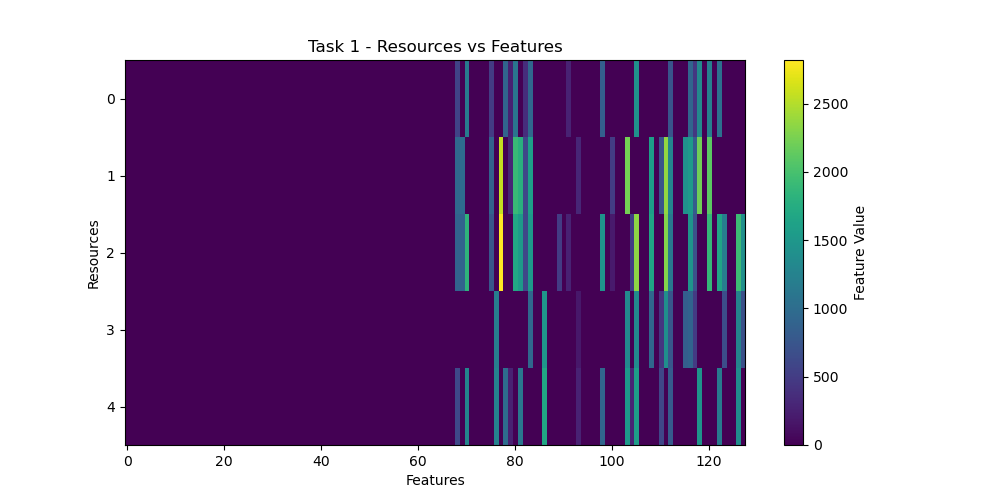 Task 1 - Resources vs Features
Resources
0
1
2
3
4
0 20 40 60 80 100 120
Features
2500
2000
1500
1000
500
0
Feature Value